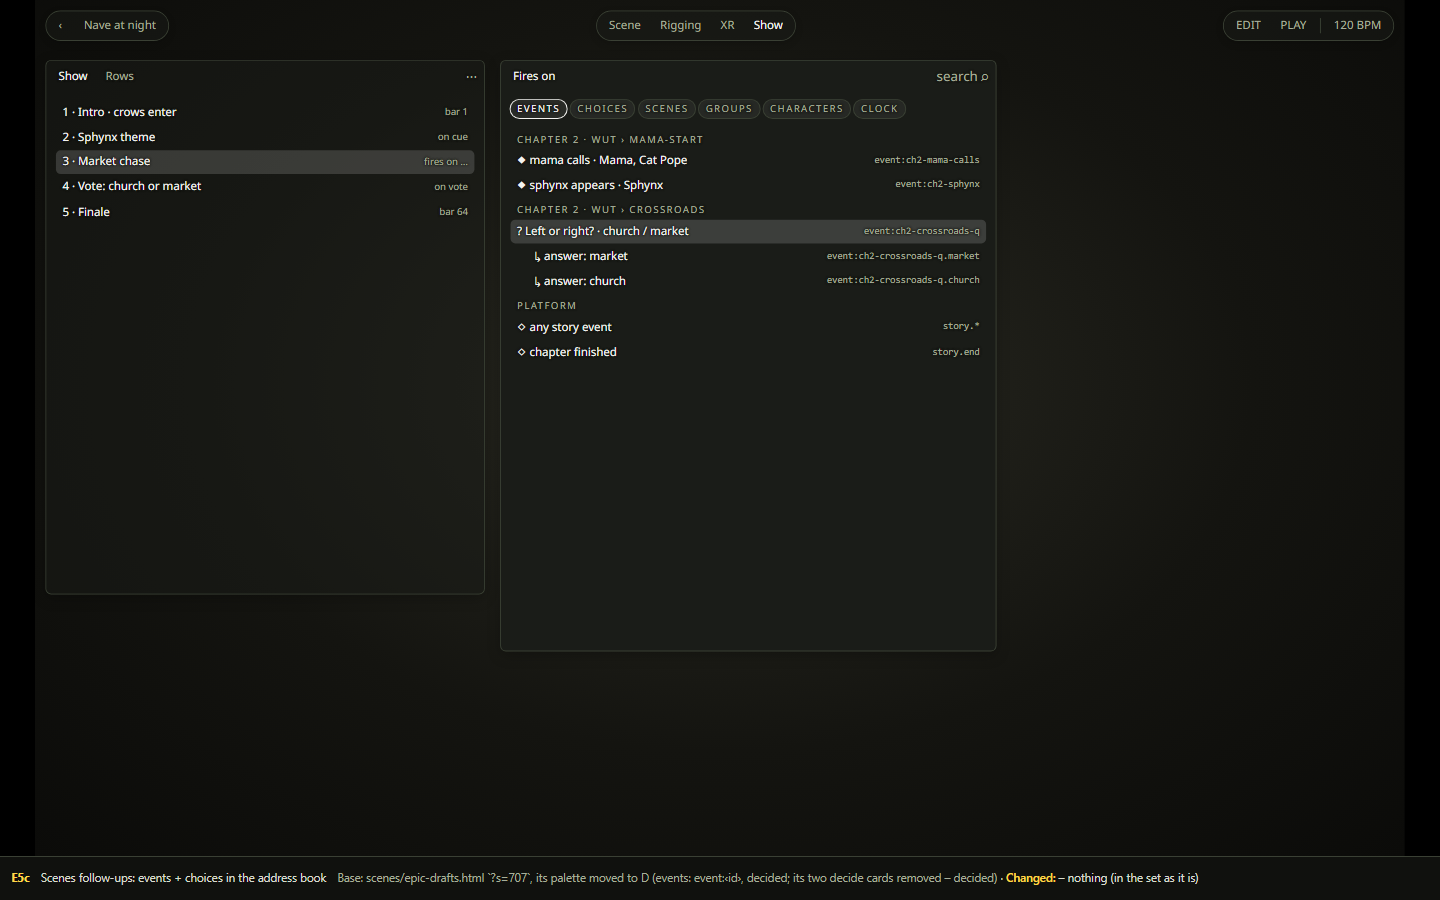 ‹ Nave at night
Scene Rigging XR Show
EDIT PLAY 120 BPM
Show Rows ...
1 · Intro · crows enter bar 1
2 · Sphynx theme on cue
3 · Market chase fires on ...
4 · Vote: church or market on vote
5 · Finale bar 64
Fires on search ⌕
EVENTS CHOICES SCENES GROUPS CHARACTERS CLOCK
CHAPTER 2 · WUT › MAMA-START
◆ mama calls · Mama, Cat Pope event:ch2-mama-calls
◆ sphynx appears · Sphynx event:ch2-sphynx
CHAPTER 2 · WUT › CROSSROADS
? Left or right? · church / market event:ch2-crossroads-q
↳ answer: market event:ch2-crossroads-q.market
↳ answer: church event:ch2-crossroads-q.church
PLATFORM
◇ any story event story.*
◇ chapter finished story.end
E5c Scenes follow-ups: events + choices in the address book Base: scenes/epic-drafts.html `?s=707`, its palette moved to D (events: event:‹id›, decided; its two decide cards removed – decided) · Changed: – nothing (in the set as it is)